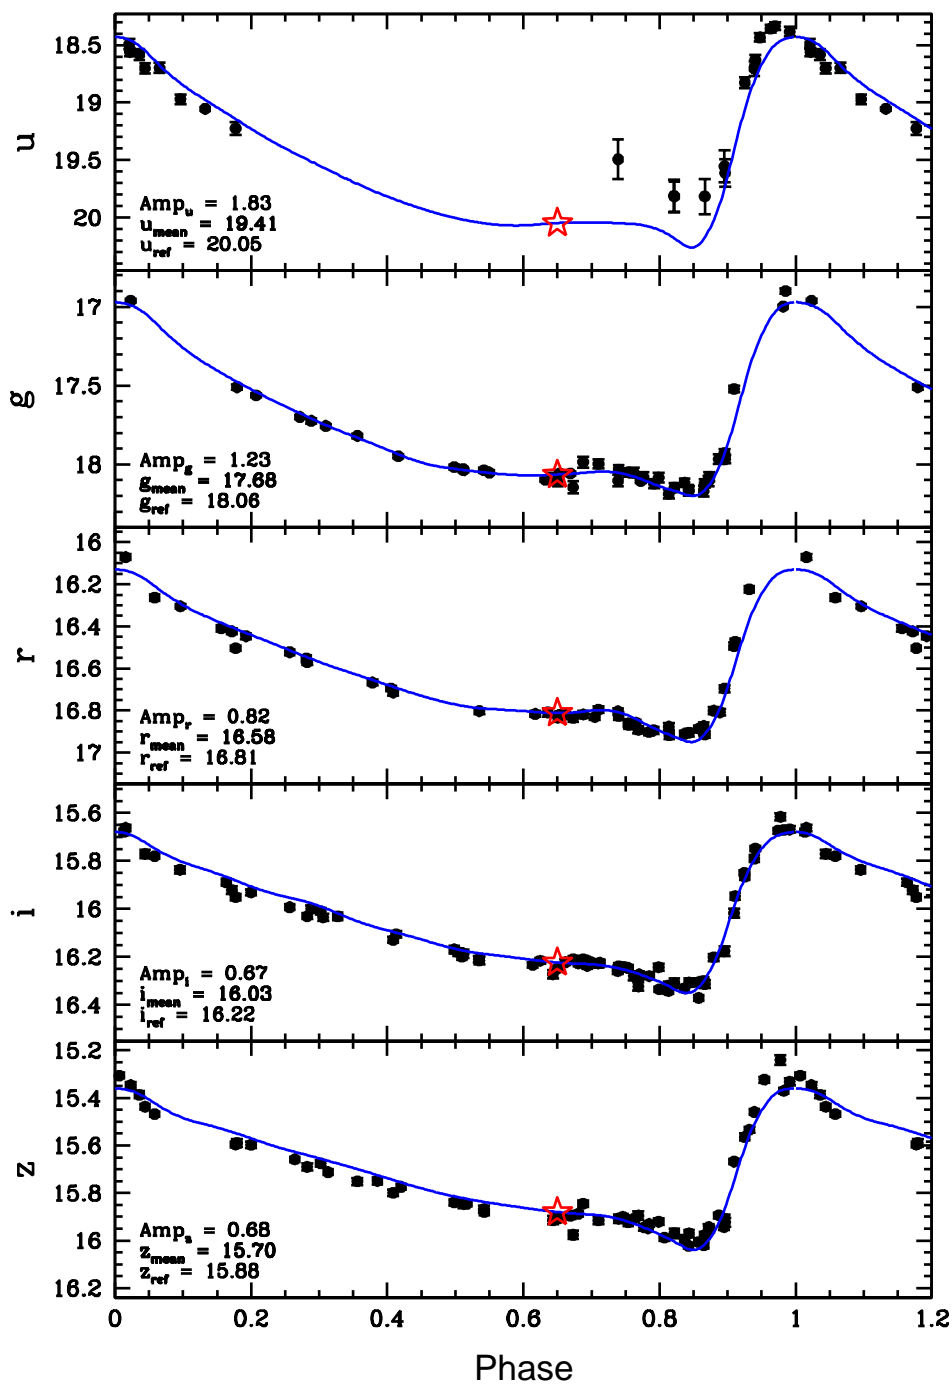 18.5
19
19.5
20
u
Amp_u = 1.83
u_mean = 19.41
u_ref = 20.05
17
17.5
18
g
Amp_g = 1.23
g_mean = 17.68
g_ref = 18.06
16
16.2
16.4
16.6
16.8
17
r
Amp_r = 0.82
r_mean = 16.58
r_ref = 16.81
15.6
15.8
16
16.2
16.4
i
Amp_i = 0.67
i_mean = 16.03
i_ref = 16.22
15.2
15.4
15.6
15.8
16
16.2
z
Amp_z = 0.68
z_mean = 15.70
z_ref = 15.88
0 0.2 0.4 0.6 0.8 1 1.2
Phase